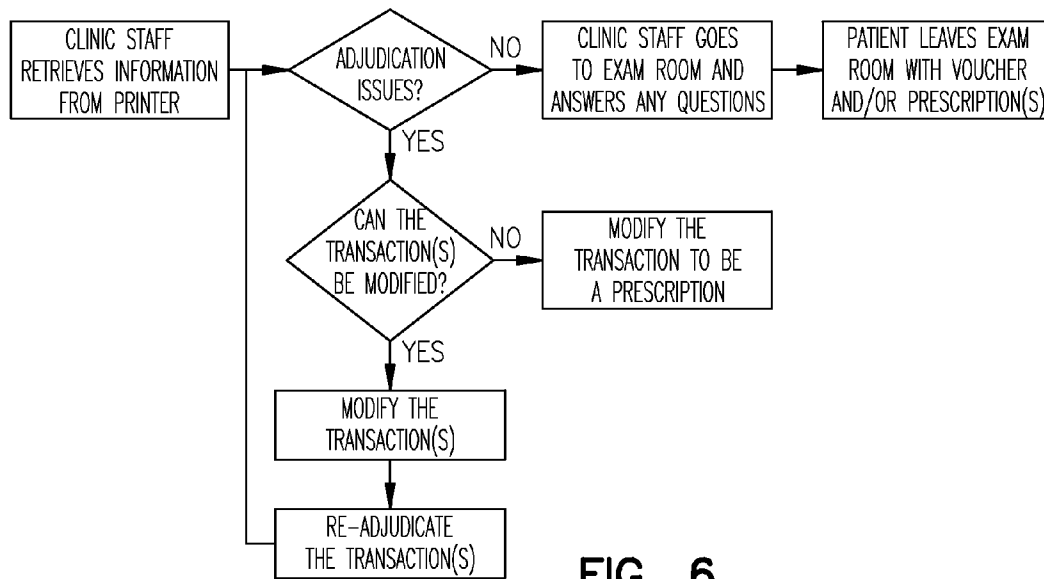 CLINIC STAFF
RETRIEVES INFORMATION
FROM PRINTER
ADJUDICATION
ISSUES?
NO
CLINIC STAFF GOES
TO EXAM ROOM AND
ANSWERS ANY QUESTIONS
PATIENT LEAVES EXAM
ROOM WITH VOUCHER
AND/OR PRESCRIPTION(S)
YES
CAN THE
TRANSACTION(S)
BE MODIFIED?
NO
MODIFY THE
TRANSACTION TO BE
A PRESCRIPTION
YES
MODIFY THE
TRANSACTION(S)
RE-ADJUDICATE
THE TRANSACTION(S)
FIG. 6